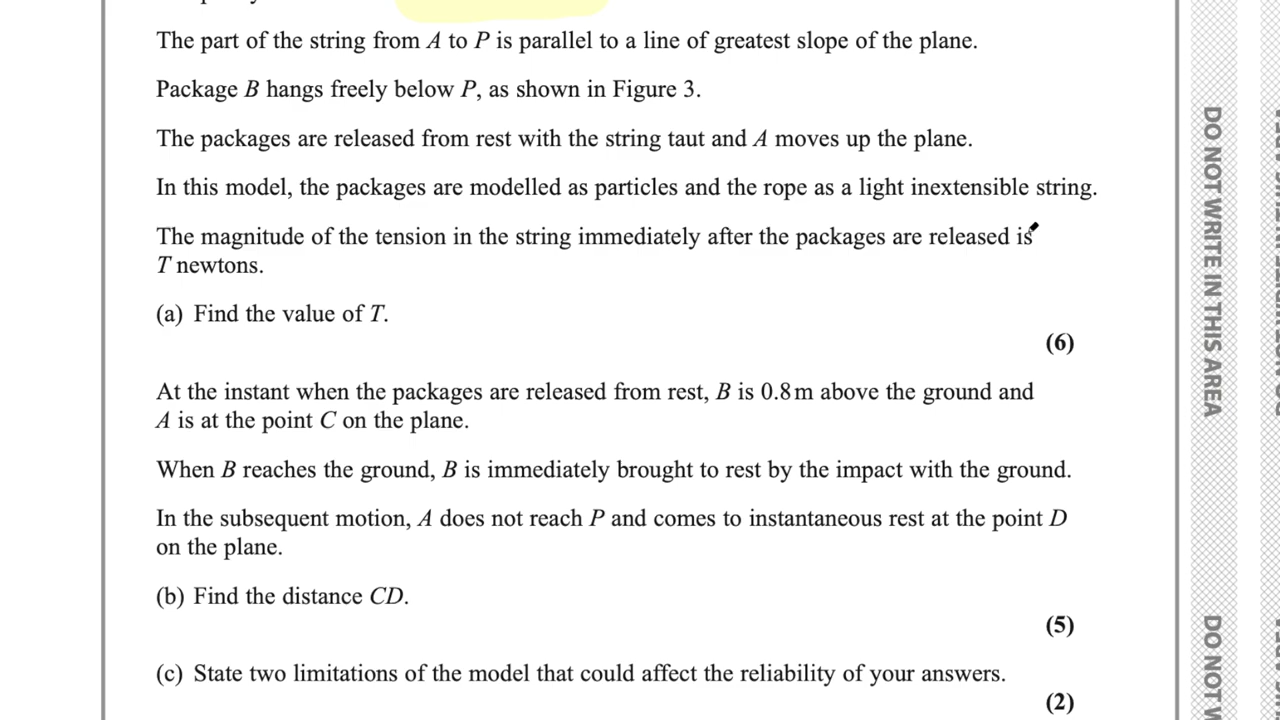 The part of the string from A to P is parallel to a line of greatest slope of the plane.
Package B hangs freely below P, as shown in Figure 3.
The packages are released from rest with the string taut and A moves up the plane.
In this model, the packages are modelled as particles and the rope as a light inextensible string.
The magnitude of the tension in the string immediately after the packages are released is
T newtons.
(a) Find the value of T.
(6)
At the instant when the packages are released from rest, B is 0.8 m above the ground and
A is at the point C on the plane.
When B reaches the ground, B is immediately brought to rest by the impact with the ground.
In the subsequent motion, A does not reach P and comes to instantaneous rest at the point D
on the plane.
(b) Find the distance CD.
(5)
(c) State two limitations of the model that could affect the reliability of your answers.
(2)
DO NOT WRITE IN THIS AREA
DO NOT